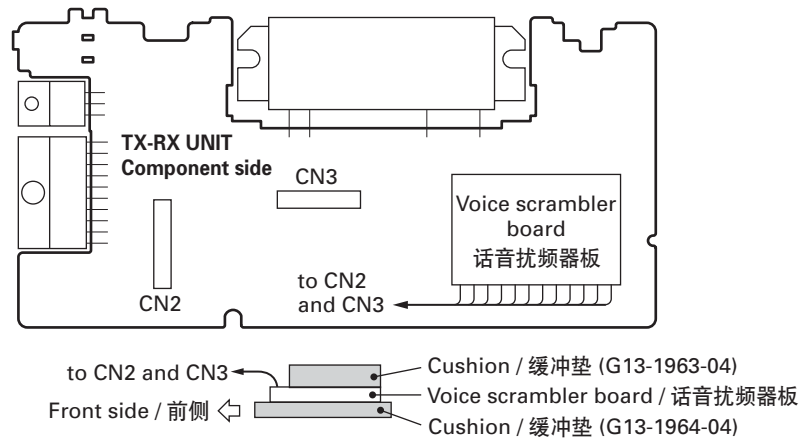 TX-RX UNIT
Component side
CN3
CN2
Voice scrambler
board
话音扰频器板
to CN2
and CN3
to CN2 and CN3
Front side / 前侧
Cushion / 缓冲垫 (G13-1963-04)
Voice scrambler board / 话音扰频器板
Cushion / 缓冲垫 (G13-1964-04)